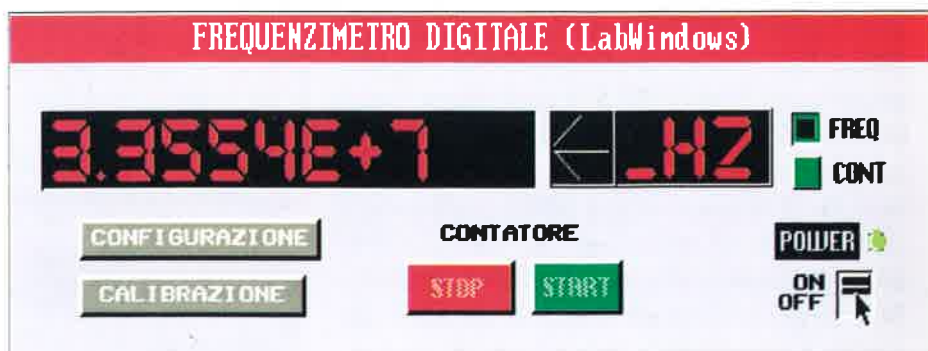 FREQUENZIMETRO DIGITALE (LabWindows)
3.3554E+7 _HZ
FREQ
CONT
CONFIGURAZIONE
CONTATORE
POWER
CALIBRAZIONE
STOP START
ON
OFF